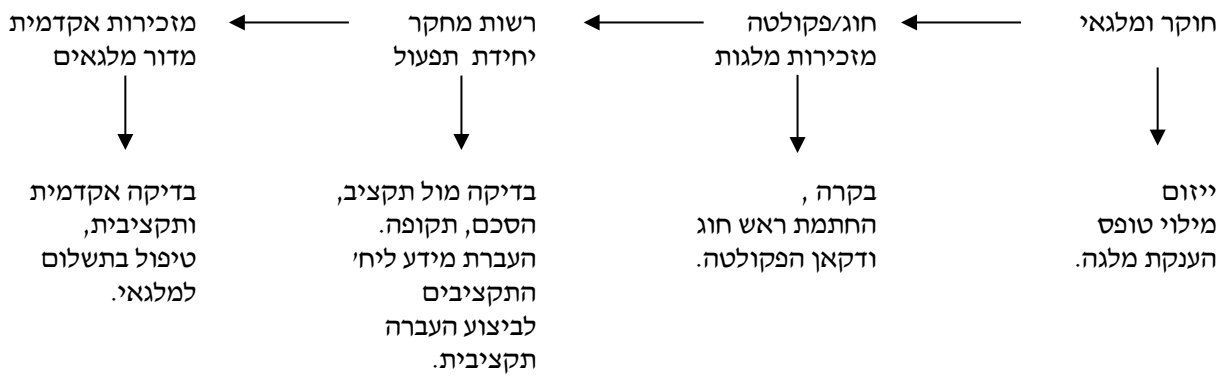 חוקר ומלגאי
חוג/פקולטה
מזכירות מלגות
רשות מחקר
יחידת תפעול
מזכירות אקדמית
מדור מלגאים
ייזום
מילוי טופס
הענקת מלגה.
בקרה ,
החתמת ראש חוג
ודקאן הפקולטה.
בדיקה מול תקציב,
הסכם, תקופה.
העברת מידע ליח'
התקציבים
לביצוע העברה
תקציבית.
בדיקה אקדמית
ותקציבית,
טיפול בתשלום
למלגאי.